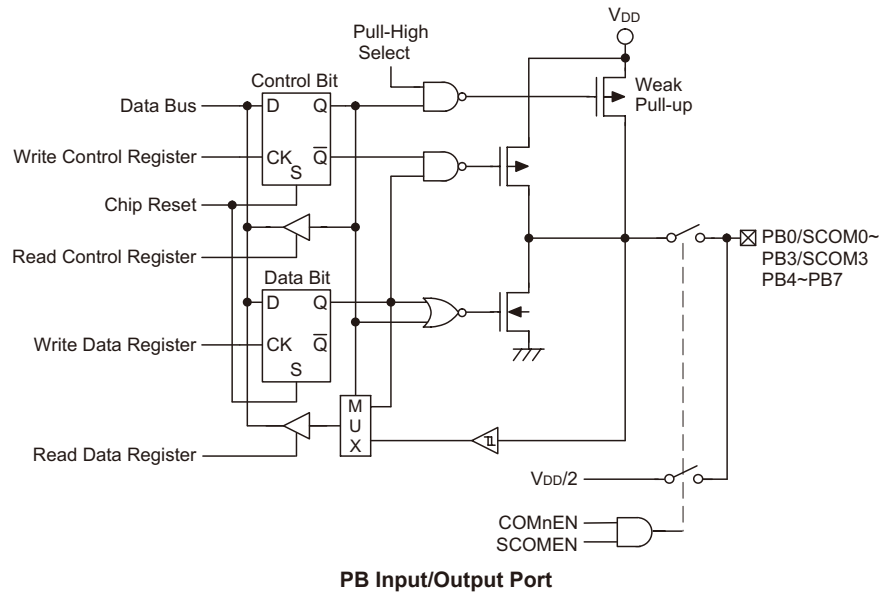 VDD
Pull-High
Select
Control Bit
Weak
Pull-up
Data Bus
D Q
Write Control Register
CK Q
S
Chip Reset
Read Control Register
PB0/SCOM0~
PB3/SCOM3
PB4~PB7
Data Bit
D Q
Write Data Register
CK Q
S
M
U
X
Read Data Register
VDD/2
COMnEN
SCOMEN
PB Input/Output Port